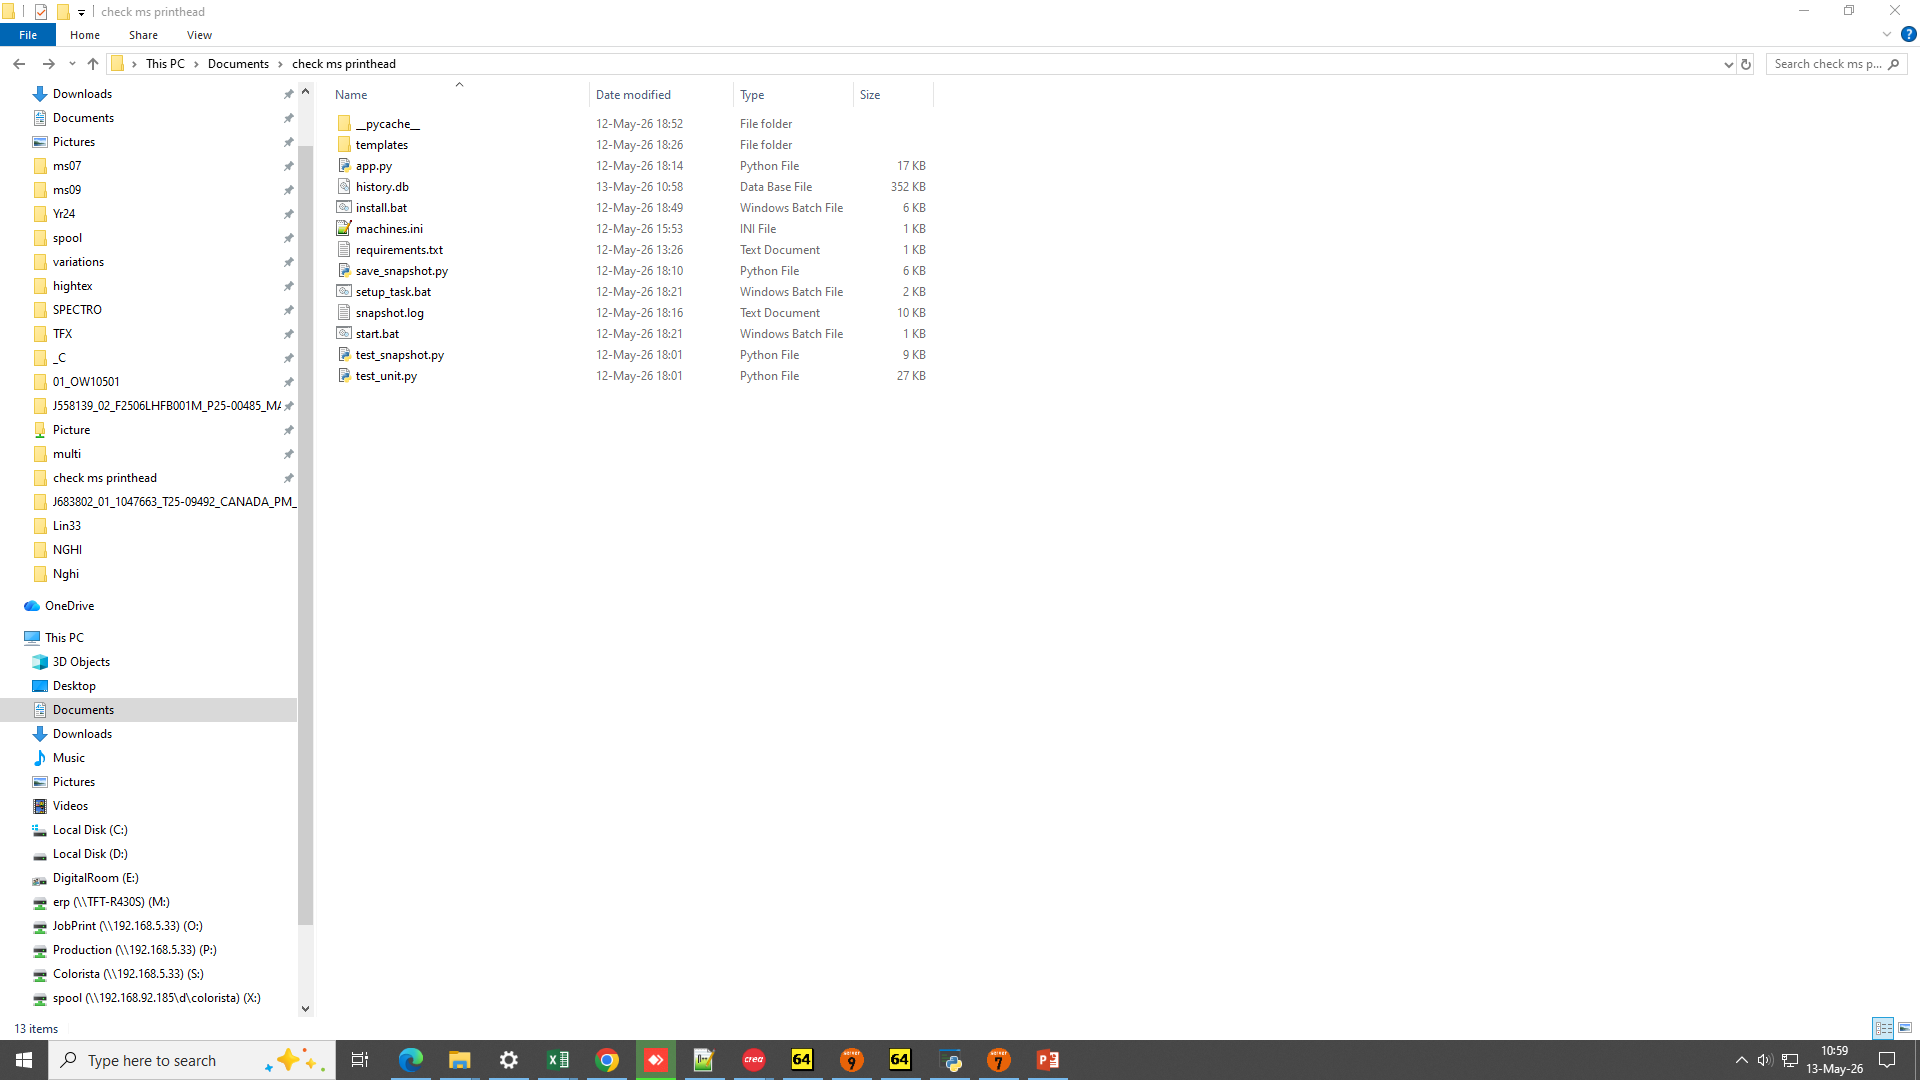 check ms printhead
File Home Share View
This PC Documents check ms printhead
Search check ms p...
Name Date modified Type Size
__pycache__ 12-May-26 18:52 File folder
templates 12-May-26 18:26 File folder
app.py 12-May-26 18:14 Python File 17 KB
history.db 13-May-26 10:58 Data Base File 352 KB
install.bat 12-May-26 18:49 Windows Batch File 6 KB
machines.ini 12-May-26 15:53 INI File 1 KB
requirements.txt 12-May-26 13:26 Text Document 1 KB
save_snapshot.py 12-May-26 18:10 Python File 6 KB
setup_task.bat 12-May-26 18:21 Windows Batch File 2 KB
snapshot.log 12-May-26 18:16 Text Document 10 KB
start.bat 12-May-26 18:21 Windows Batch File 1 KB
test_snapshot.py 12-May-26 18:01 Python File 9 KB
test_unit.py 12-May-26 18:01 Python File 27 KB
Downloads
Documents
Pictures
ms07
ms09
Yr24
spool
variations
hightex
SPECTRO
TFX
_C
01_OW10501
J558139_02_F2506LHFB001M_P25-00485_MA
Picture
multi
check ms printhead
J683802_01_1047663_T25-09492_CANADA_PM_
Lin33
NGHI
Nghi
OneDrive
This PC
3D Objects
Desktop
Documents
Downloads
Music
Pictures
Videos
Local Disk (C:)
Local Disk (D:)
DigitalRoom (E:)
erp (\\TFT-R430S) (M:)
JobPrint (\\192.168.5.33) (O:)
Production (\\192.168.5.33) (P:)
Colorista (\\192.168.5.33) (S:)
spool (\\192.168.92.185\d\colorista) (X:)
13 items
Type here to search
crea
64
9
64
7
10:59
13-May-26